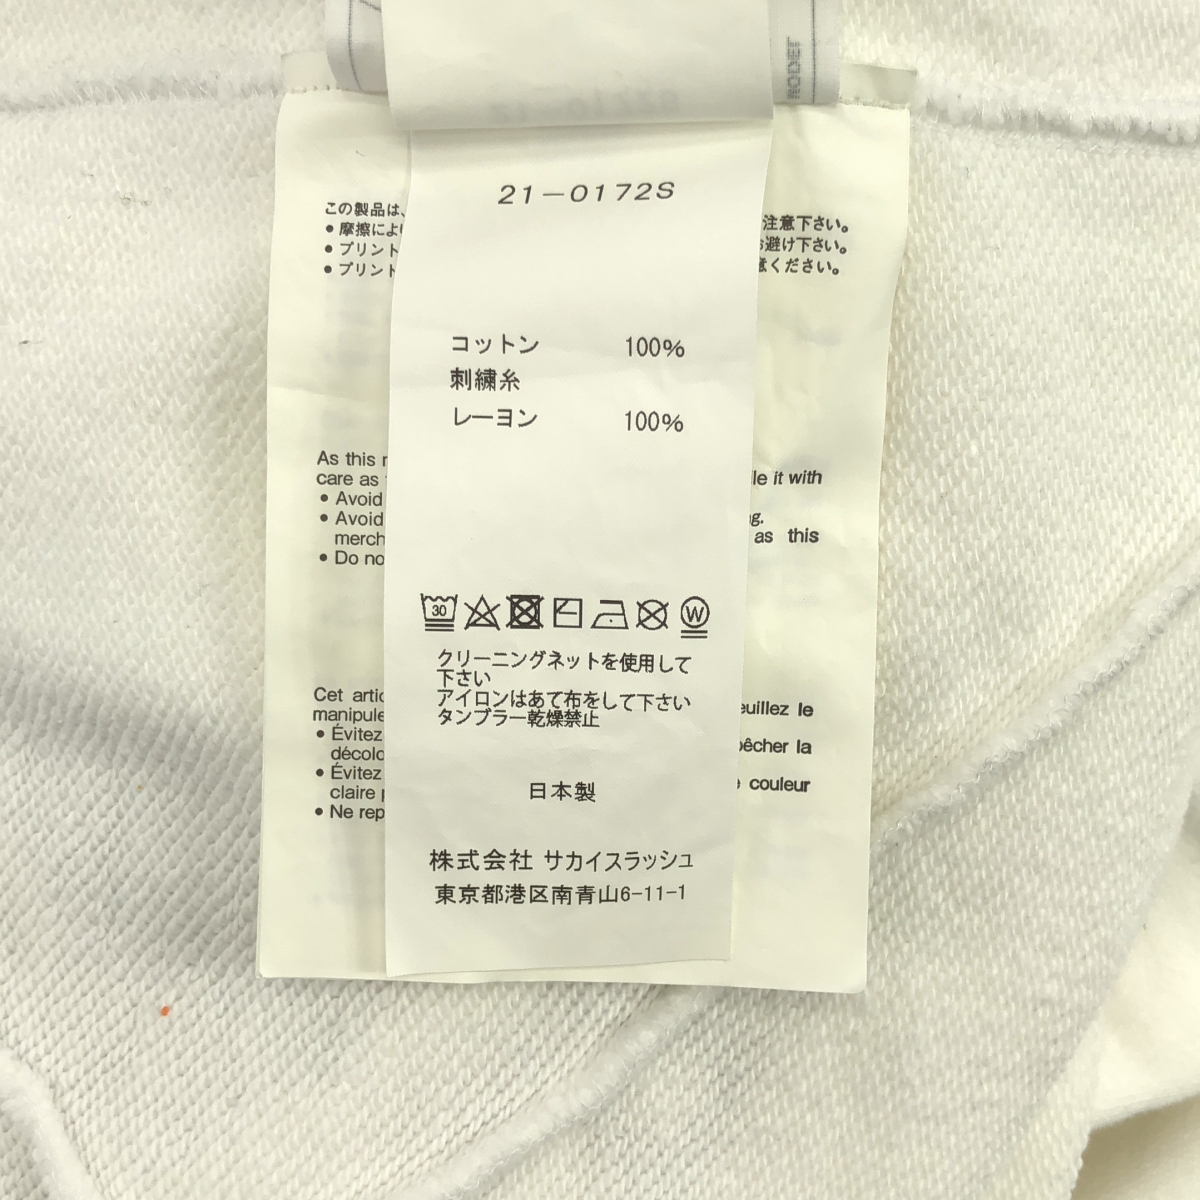 MODEL
21-0172S
この製品は、
● 摩擦によ
● プリント
● プリント
注意下さい。
避け下さい。
ください。
コットン 100%
刺繍糸
レーヨン 100%
As this
care as
● Avoid
● Avoid
merch
● Do no
le it with
as this
30
W
クリーニングネットを使用して
下さい
アイロンはあて布をして下さい
タンブラー乾燥禁止
Cet artic
manipule
● Évitez
décolo
● Évitez
claire
● Ne rep
euillez le
pêcher la
couleur
日本製
株式会社 サカイスラッシュ
東京都港区南青山6-11-1